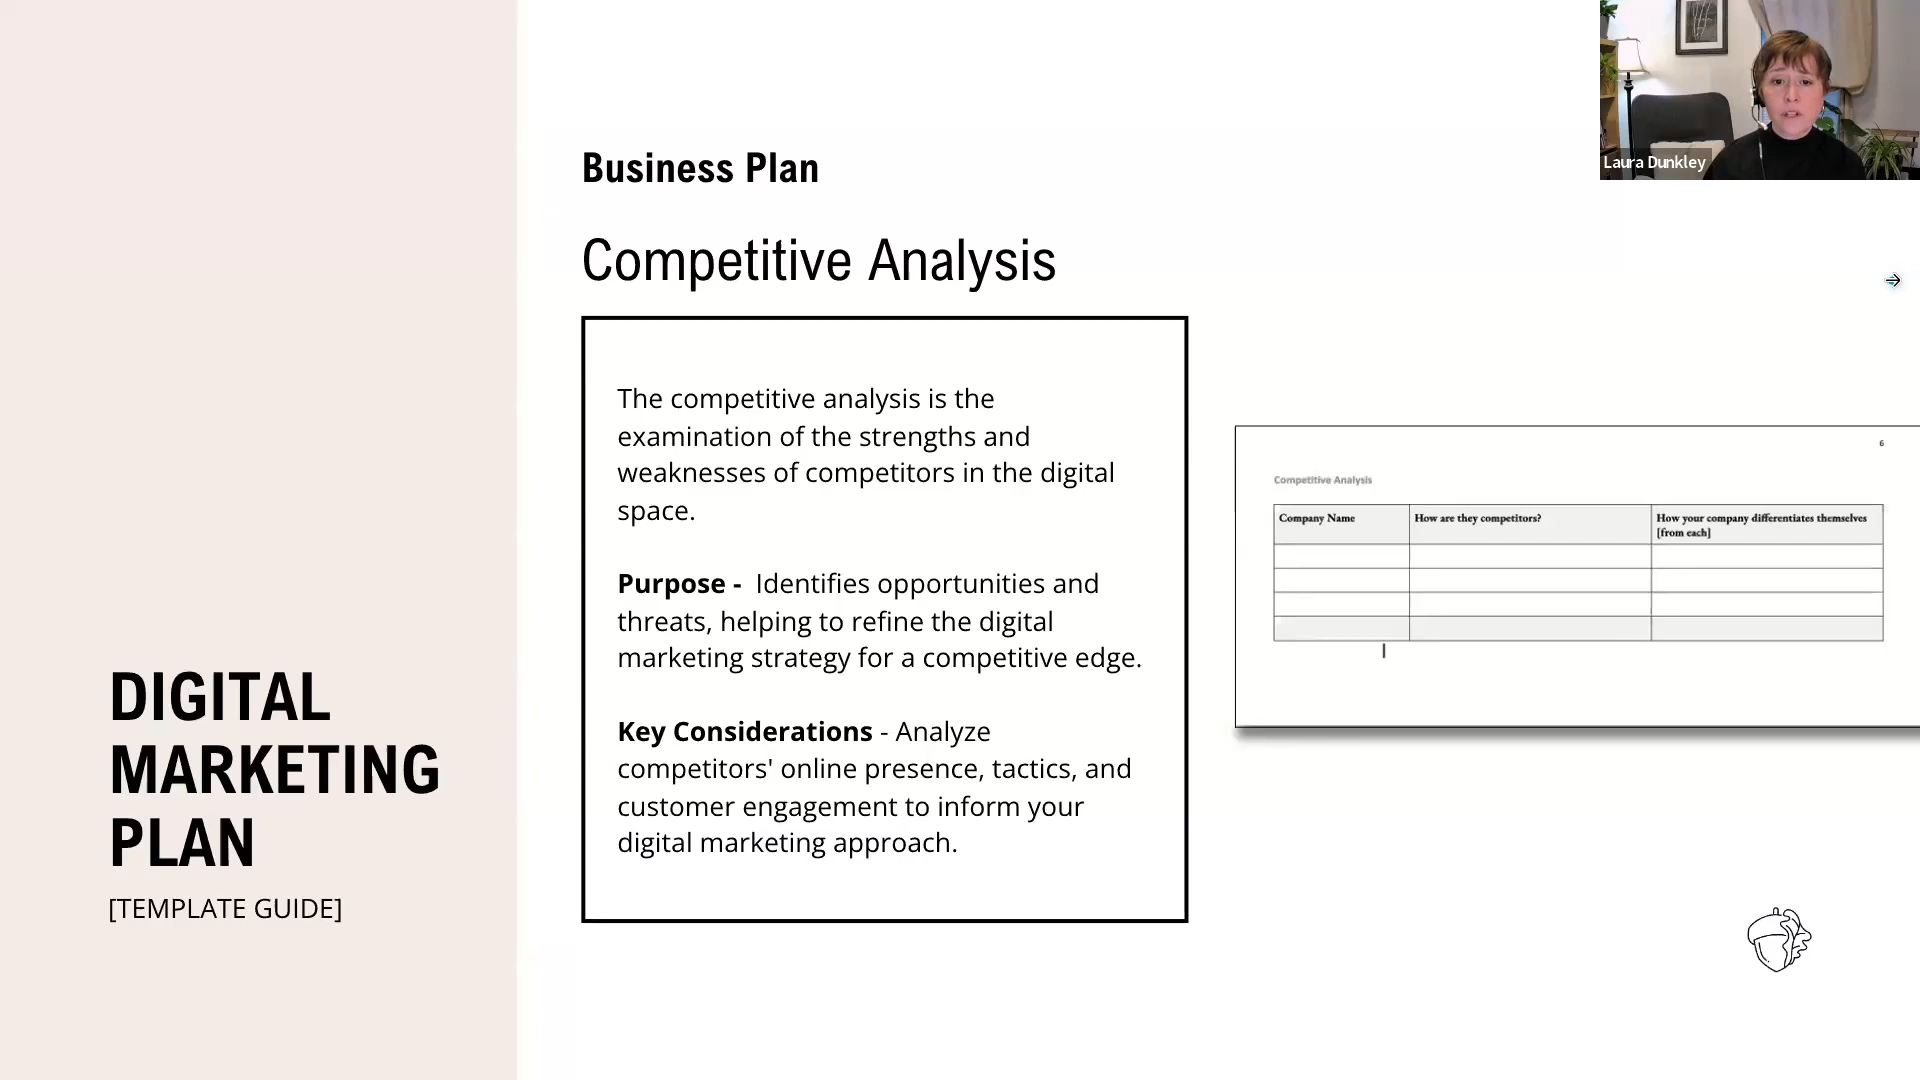 Laura Dunkley
Business Plan
Competitive Analysis
The competitive analysis is the
examination of the strengths and
weaknesses of competitors in the digital
space.
Purpose -  Identifies opportunities and
threats, helping to refine the digital
marketing strategy for a competitive edge.
Key Considerations - Analyze
competitors' online presence, tactics, and
customer engagement to inform your
digital marketing approach.
6
Competitive Analysis
Company Name
How are they competitors?
How your company differentiates themselves
[from each]
DIGITAL
MARKETING
PLAN
[TEMPLATE GUIDE]